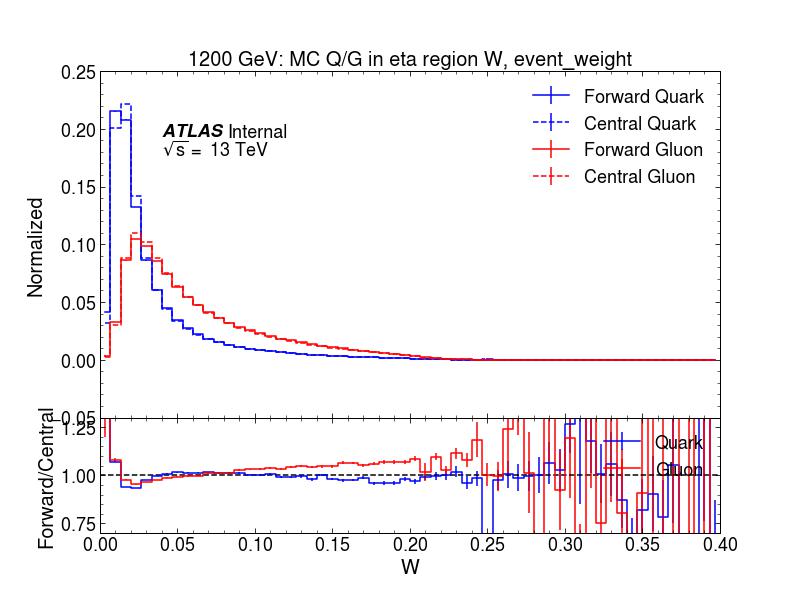 1200 GeV: MC Q/G in eta region W, event_weight
0.25
0.20
0.15
0.10
0.05
0.00
0.05
Normalized
ATLAS Internal
√s = 13 TeV
Forward Quark
Central Quark
Forward Gluon
Central Gluon
1.25
1.00
0.75
Forward/Central
Quark
Gluon
0.00 0.05 0.10 0.15 0.20 0.25 0.30 0.35 0.40
W